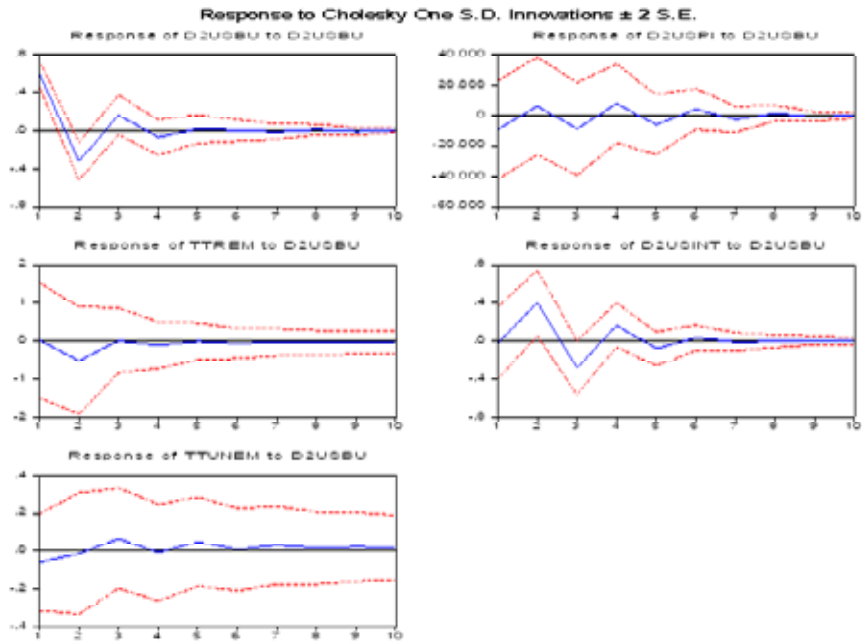 Response to Cholesky One S.D. Innovations ± 2 S.E.
Response of D2USBU to D2USBU
.8
.4
.0
-.4
-.8
1 2 3 4 5 6 7 8 9 10
Response of D2USPI to D2USBU
40.000
20.000
0
-20.000
-40.000
-60.000
1 2 3 4 5 6 7 8 9 10
Response of TTREM to D2USBU
2
1
0
-1
-2
1 2 3 4 5 6 7 8 9 10
Response of D2USINT to D2USBU
.8
.4
.0
-.4
-.8
1 2 3 4 5 6 7 8 9 10
Response of TTUNEM to D2USBU
.4
.2
.0
-.2
-.4
1 2 3 4 5 6 7 8 9 10